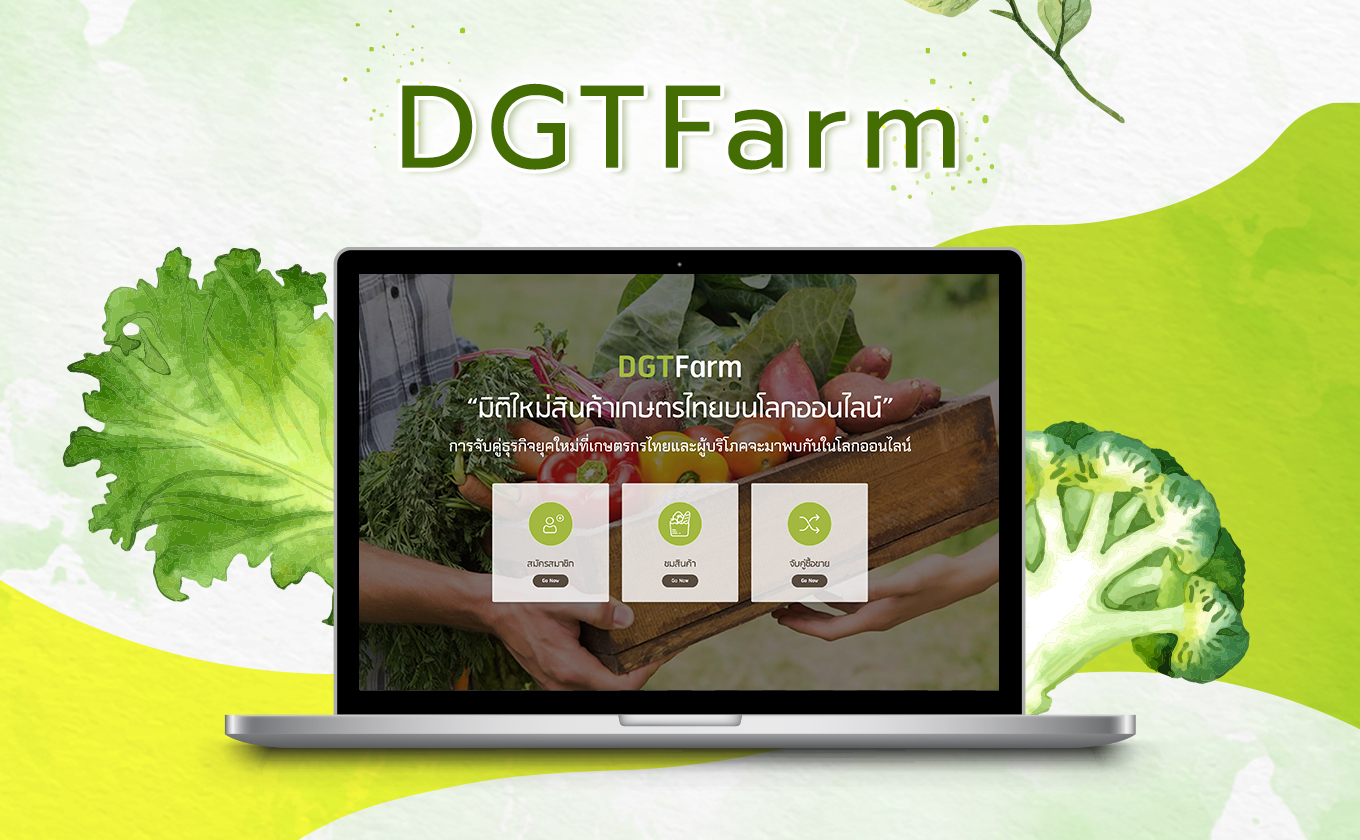 DGTFarm
DGTFarm
“มิติใหม่สินค้าเกษตรไทยบนโลกออนไลน์”
การจับคู่ธุรกิจยุคใหม่ที่เกษตรกรไทยและผู้บริโภคจะมาพบกันในโลกออนไลน์
สมัครสมาชิก
ชมสินค้า
จับคู่ซื้อขาย
Go Now
Go Now
Go Now